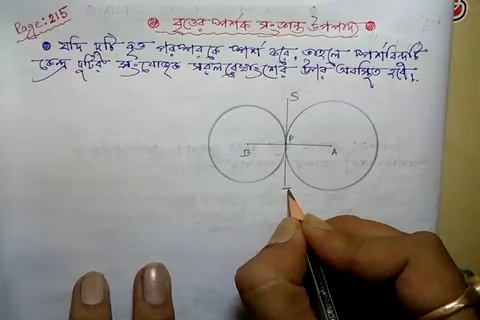 Page: 215
বৃত্তের স্পর্শক সংক্রান্ত উপপাদ্য
যদি দুটি বৃত্ত পরস্পরকে স্পর্শ করে, তাহলে স্পর্শবিন্দুটি
কেন্দ্র দুটির সংযোজক সরলরেখাংশের উপর অবস্থিত হবে।
S
P
B A
T